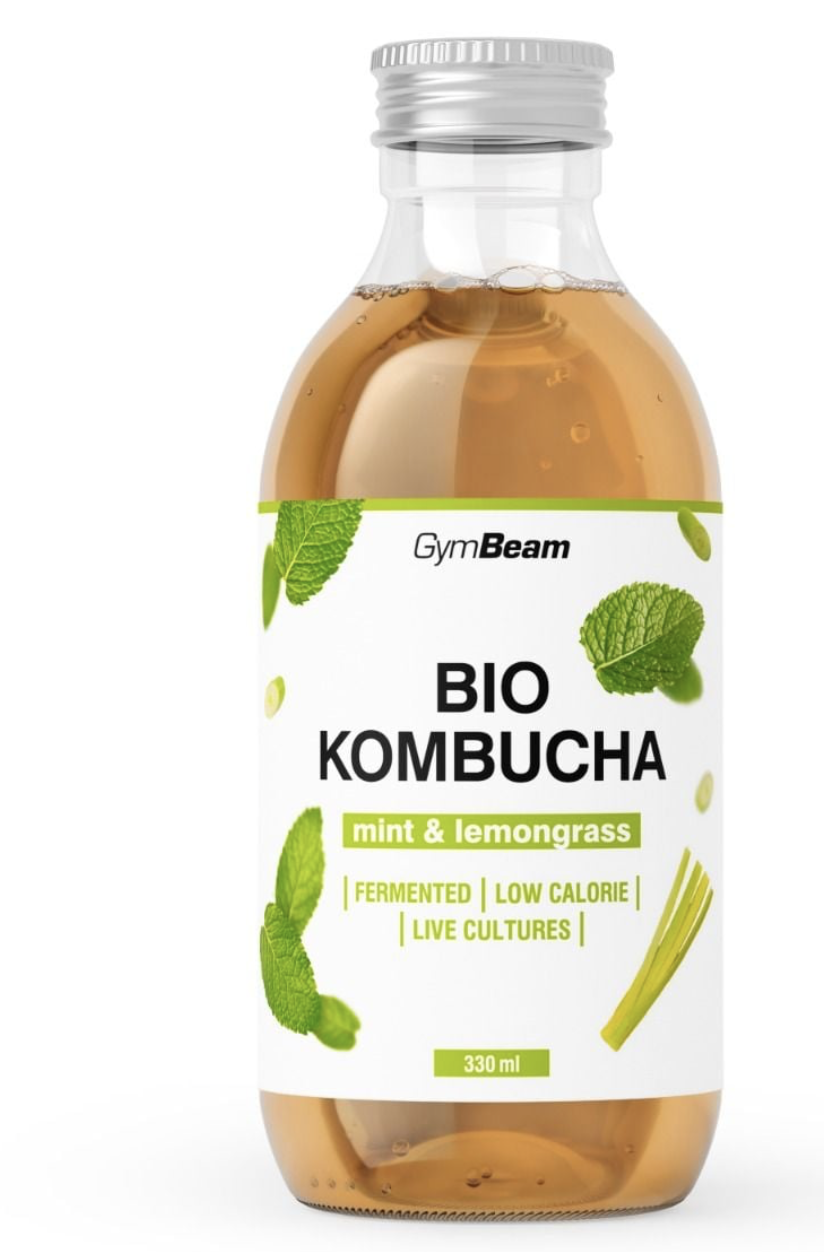 GymBeam
BIO
KOMBUCHA
mint & lemongrass
| FERMENTED | LOW CALORIE |
| LIVE CULTURES |
330 ml